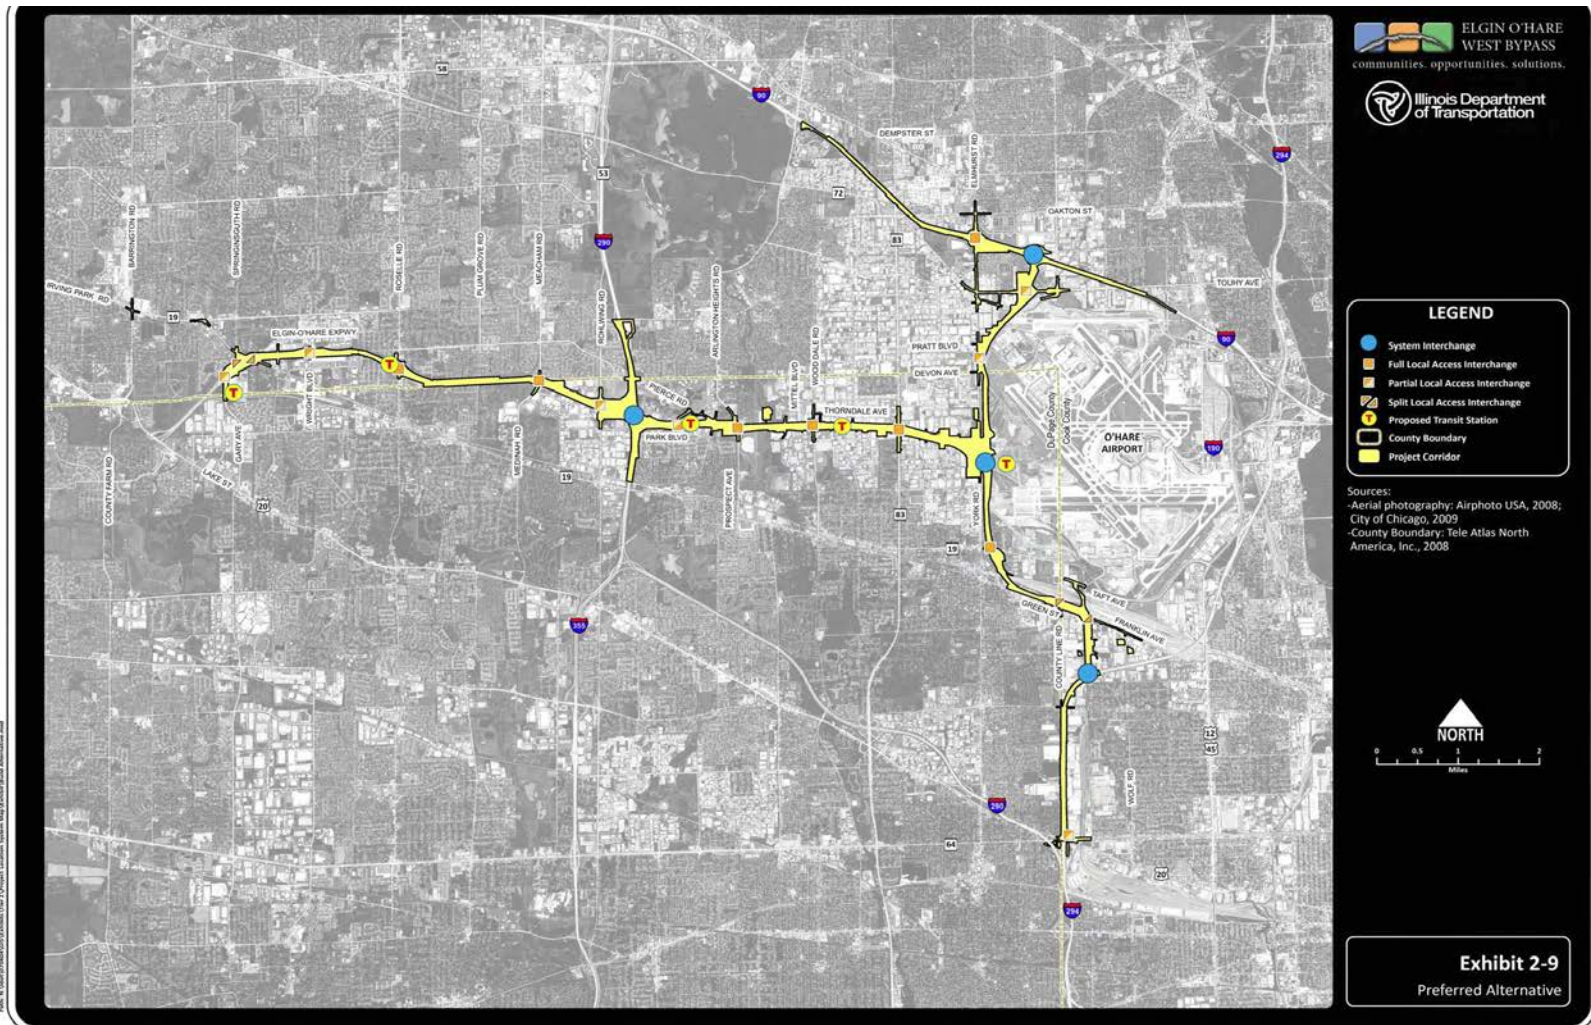 ELGIN O'HARE
WEST BYPASS
communities. opportunities. solutions.
Illinois Department
of Transportation
58
90
DEMPSTER ST
ELMHURST RD
294
53
72
OAKTON ST
BARRINGTON RD
SPRINGINSGUTH RD
ROSELLE RD
PLUM GROVE RD
MEACHAM RD
290
83
ARLINGTON HEIGHTS RD
TOUHY AVE
IRVING PARK RD
19
ROHLWING RD
ELGIN-O'HARE EXPWY
90
PRATT BLVD
DEVON AVE
WOOD DALE RD
MITTEL BLVD
WRIGHT BLVD
PIERCE RD
THORNDALE AVE
DuPage County
Cook County
T
T
T
T
T
PARK BLVD
O'HARE
AIRPORT
190
GARY AVE
MEDINAH RD
COUNTY FARM RD
LAKE ST
20
19
PROSPECT AVE
YORK RD
83
19
TAFT AVE
GREEN ST
FRANKLIN AVE
COUNTY LINE RD
355
12
45
WOLF RD
290
64
20
294
LEGEND
System Interchange
Full Local Access Interchange
Partial Local Access Interchange
Split Local Access Interchange
T Proposed Transit Station
County Boundary
Project Corridor
Sources:
-Aerial photography: Airphoto USA, 2008;
City of Chicago, 2009
-County Boundary: Tele Atlas North
America, Inc., 2008
NORTH
0 0.5 1 2
Miles
Exhibit 2-9
Preferred Alternative